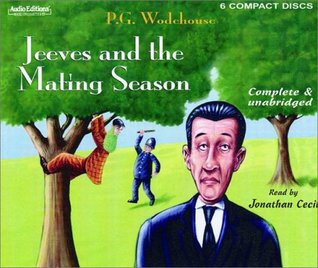 Audio Editions
P.G. Wodehouse
6 COMPACT DISCS
Jeeves and the
Mating Season
Complete &
unabridged
Read by
Jonathan Cecil